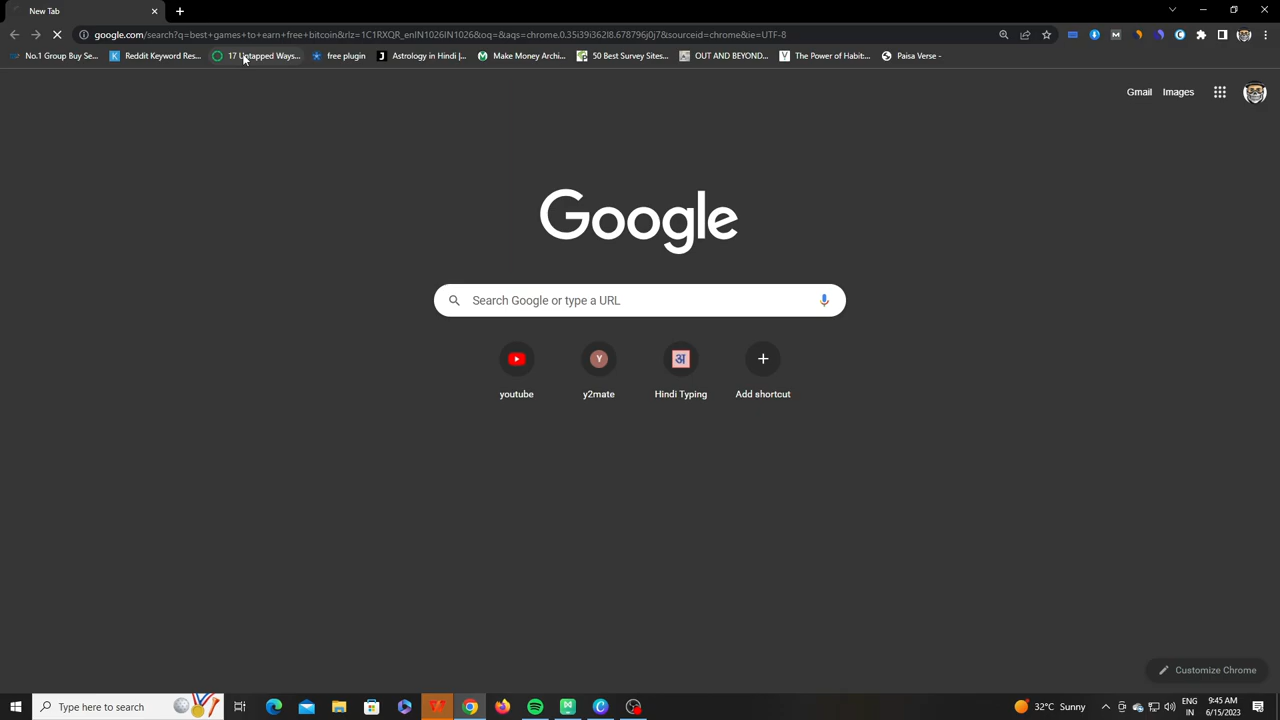 New Tab
google.com/search?q=best+games+to+earn+free+bitcoin&rlz=1C1RXQR_enIN1026IN1026&oq=&aqs=chrome.0.35i39i362l8.678796j0j7&sourceid=chrome&ie=UTF-8
No.1 Group Buy Se... Reddit Keyword Res... 17 Untapped Ways... free plugin Astrology in Hindi |... Make Money Archi... 50 Best Survey Sites... OUT AND BEYOND... The Power of Habit:... Paisa Verse -
Gmail Images
Google
Search Google or type a URL
Y
अ
youtube y2mate Hindi Typing Add shortcut
Customize Chrome
Type here to search
32°C Sunny
ENG 9:45 AM
IN 6/15/2023